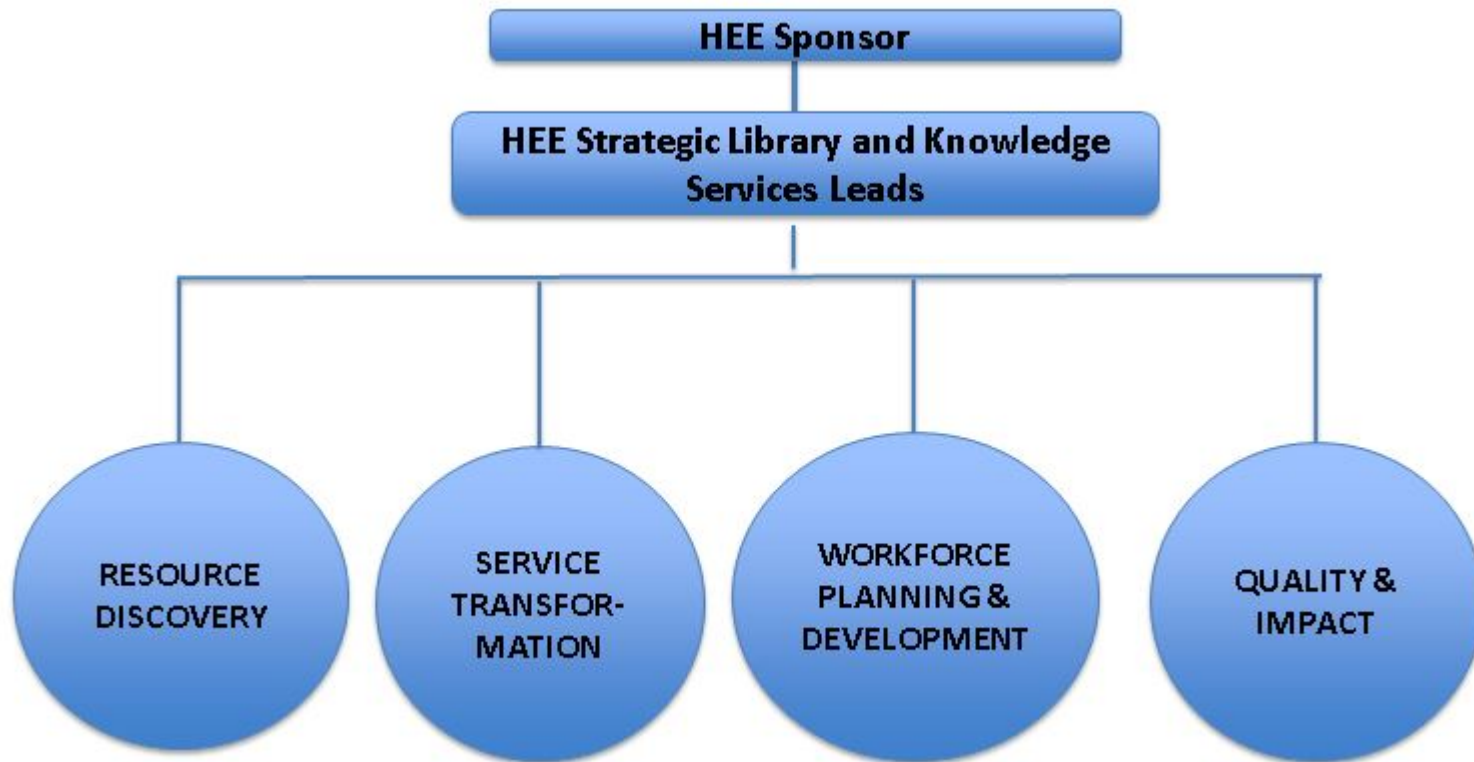 HEE Sponsor
HEE Strategic Library and Knowledge
Services Leads
RESOURCE
DISCOVERY
SERVICE
TRANSFOR-
MATION
WORKFORCE
PLANNING &
DEVELOPMENT
QUALITY &
IMPACT